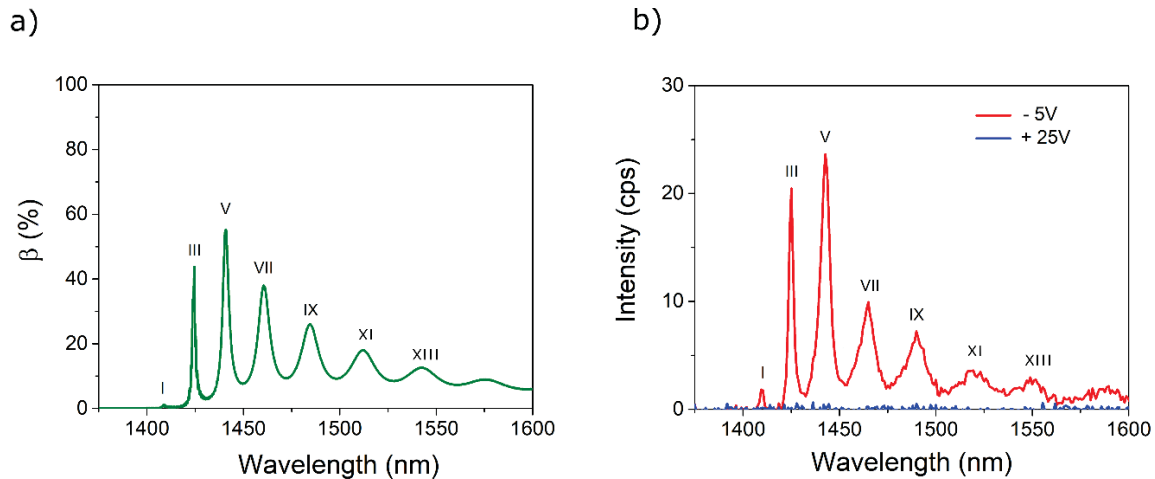 a)
100
80
60
40
20
0
β (%)
I
III
V
VII
IX
XI
XIII
1400
1450
1500
1550
1600
Wavelength (nm)
b)
30
20
10
0
Intensity (cps)
- 5V
+ 25V
I
III
V
VII
IX
XI
XIII
1400
1450
1500
1550
1600
Wavelength (nm)